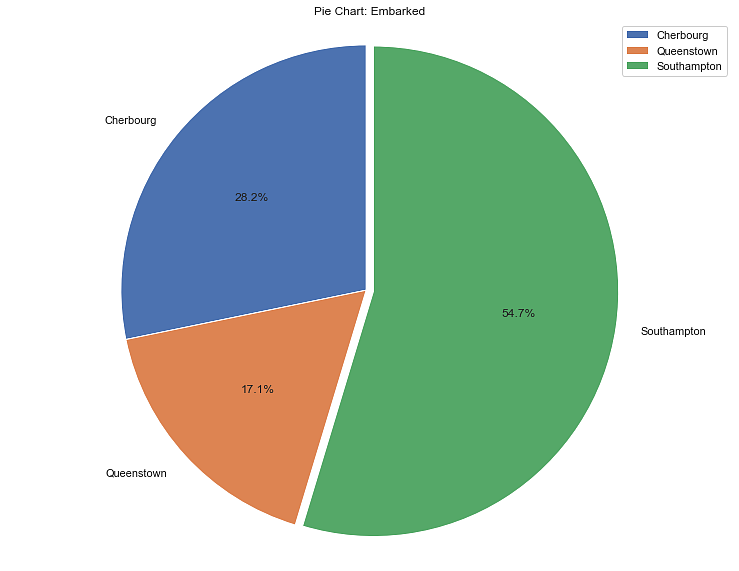 Pie Chart: Embarked
Cherbourg
Queenstown
Southampton
Cherbourg
28.2%
54.7%
Southampton
17.1%
Queenstown